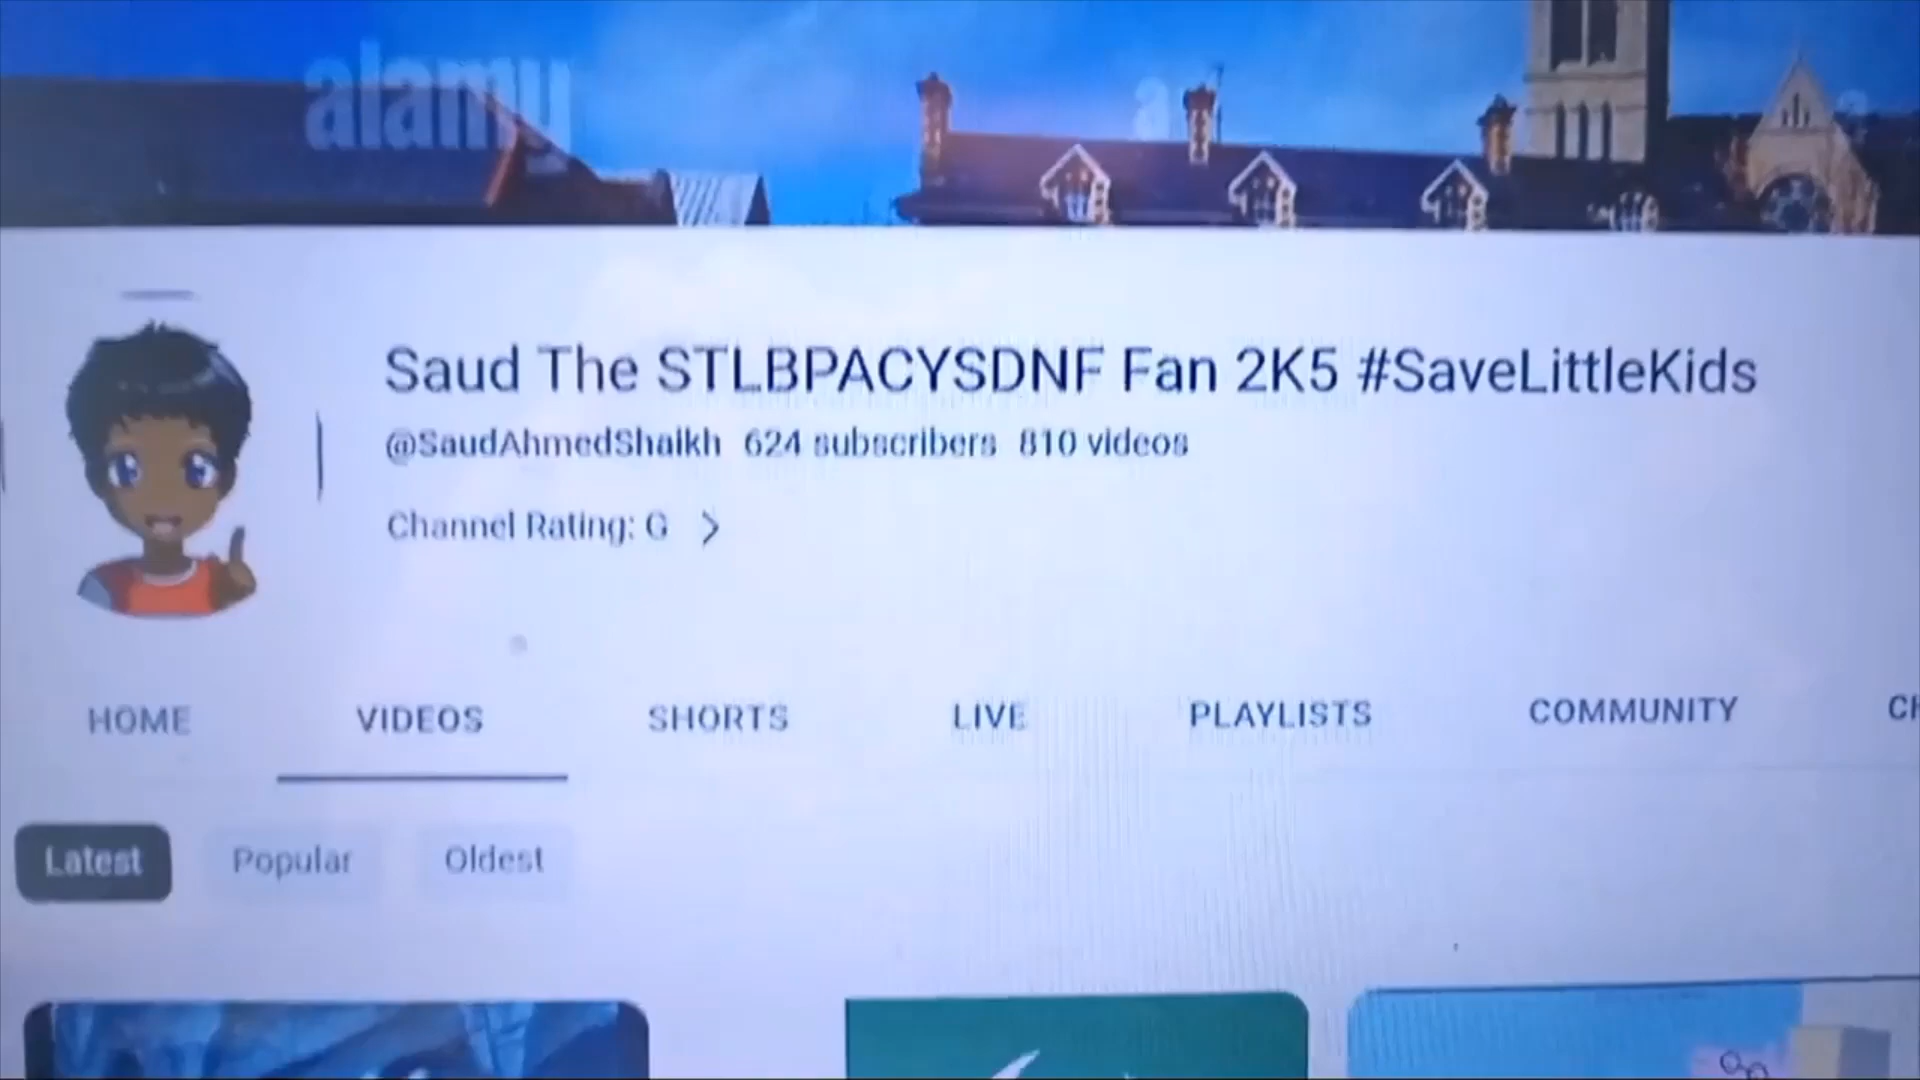 alamy
a
a
Saud The STLBPACYSDNF Fan 2K5 #SaveLittleKids
@SaudAhmedShaikh 624 subscribers 810 videos
Channel Rating: G >
HOME VIDEOS SHORTS LIVE PLAYLISTS COMMUNITY CH
Latest Popular Oldest